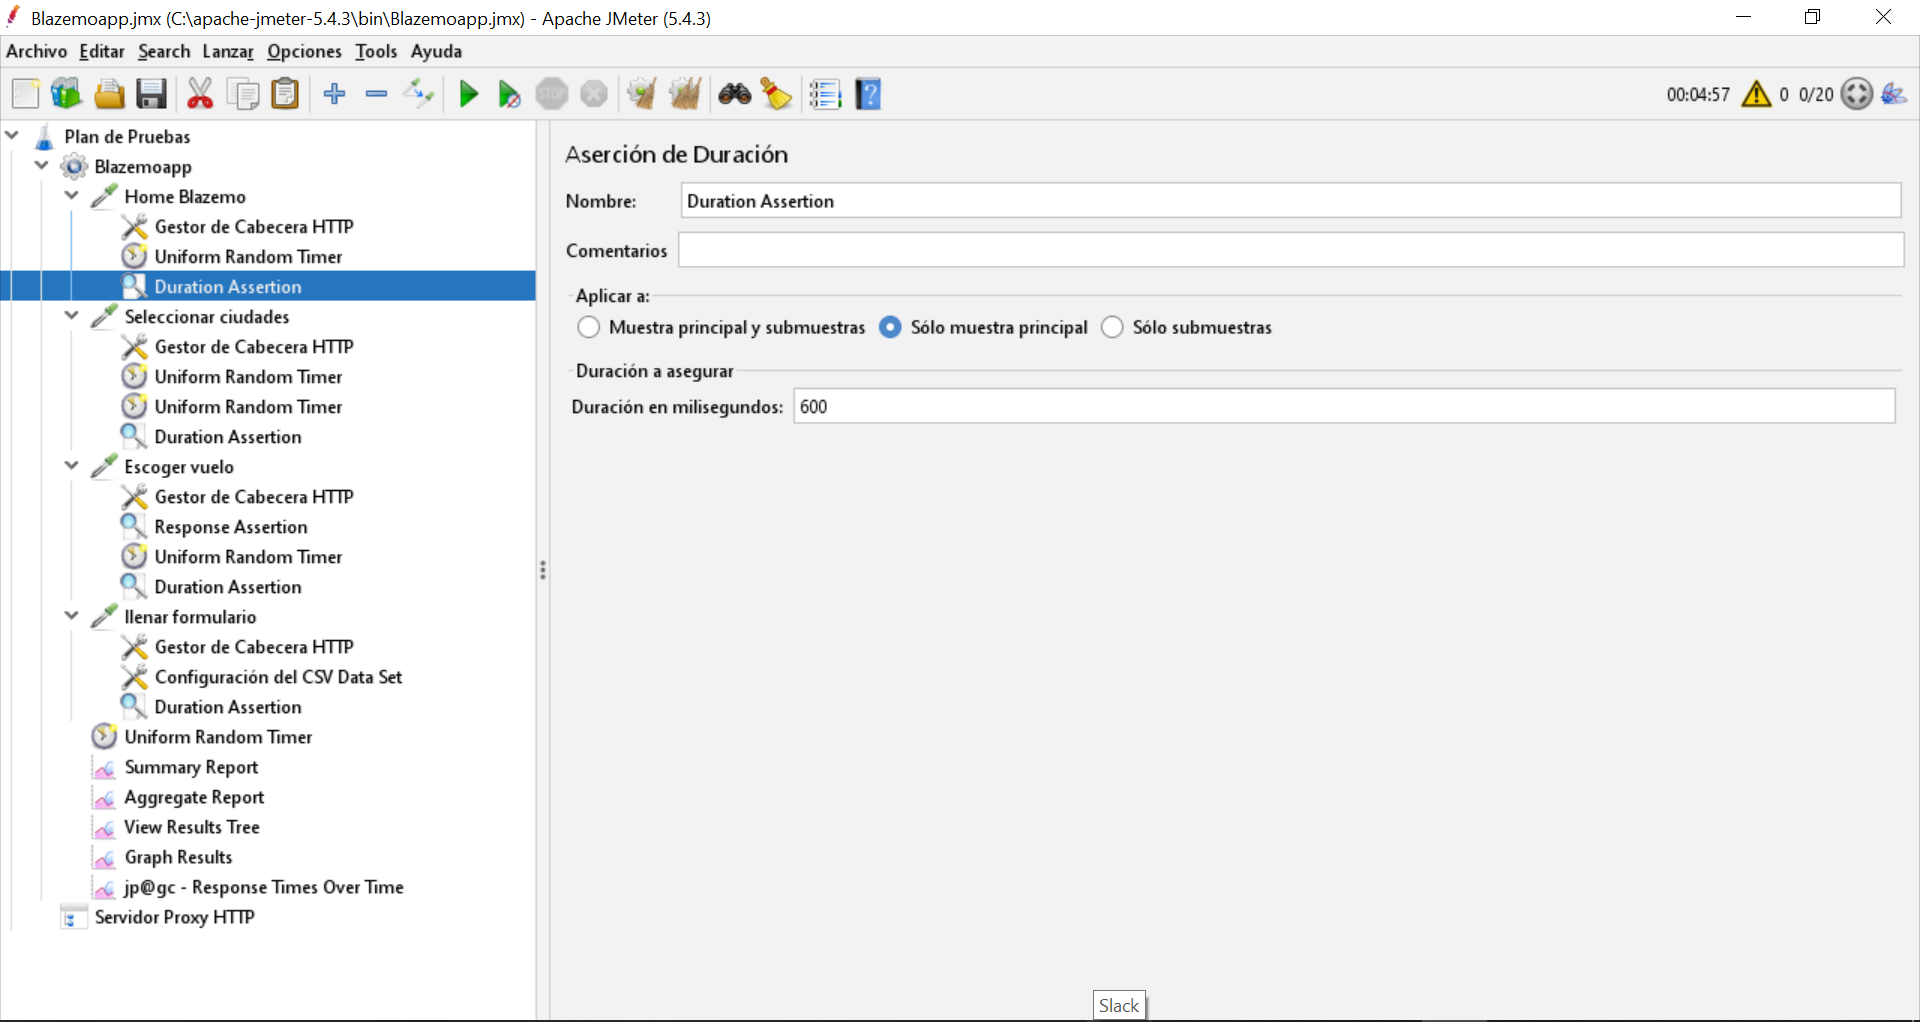 Blazemoapp.jmx (C:\apache-jmeter-5.4.3\bin\Blazemoapp.jmx) - Apache JMeter (5.4.3)
Archivo Editar Search Lanzar Opciones Tools Ayuda
STOP
?
00:04:57 0 0/20
Plan de Pruebas
Blazemoapp
Home Blazemo
Gestor de Cabecera HTTP
Uniform Random Timer
Duration Assertion
Seleccionar ciudades
Gestor de Cabecera HTTP
Uniform Random Timer
Uniform Random Timer
Duration Assertion
Escoger vuelo
Gestor de Cabecera HTTP
Response Assertion
Uniform Random Timer
Duration Assertion
llenar formulario
Gestor de Cabecera HTTP
Configuración del CSV Data Set
Duration Assertion
Uniform Random Timer
Summary Report
Aggregate Report
View Results Tree
Graph Results
jp@gc - Response Times Over Time
Servidor Proxy HTTP
Aserción de Duración
Nombre: Duration Assertion
Comentarios
Aplicar a:
Muestra principal y submuestras Sólo muestra principal Sólo submuestras
Duración a asegurar
Duración en milisegundos: 600
Slack